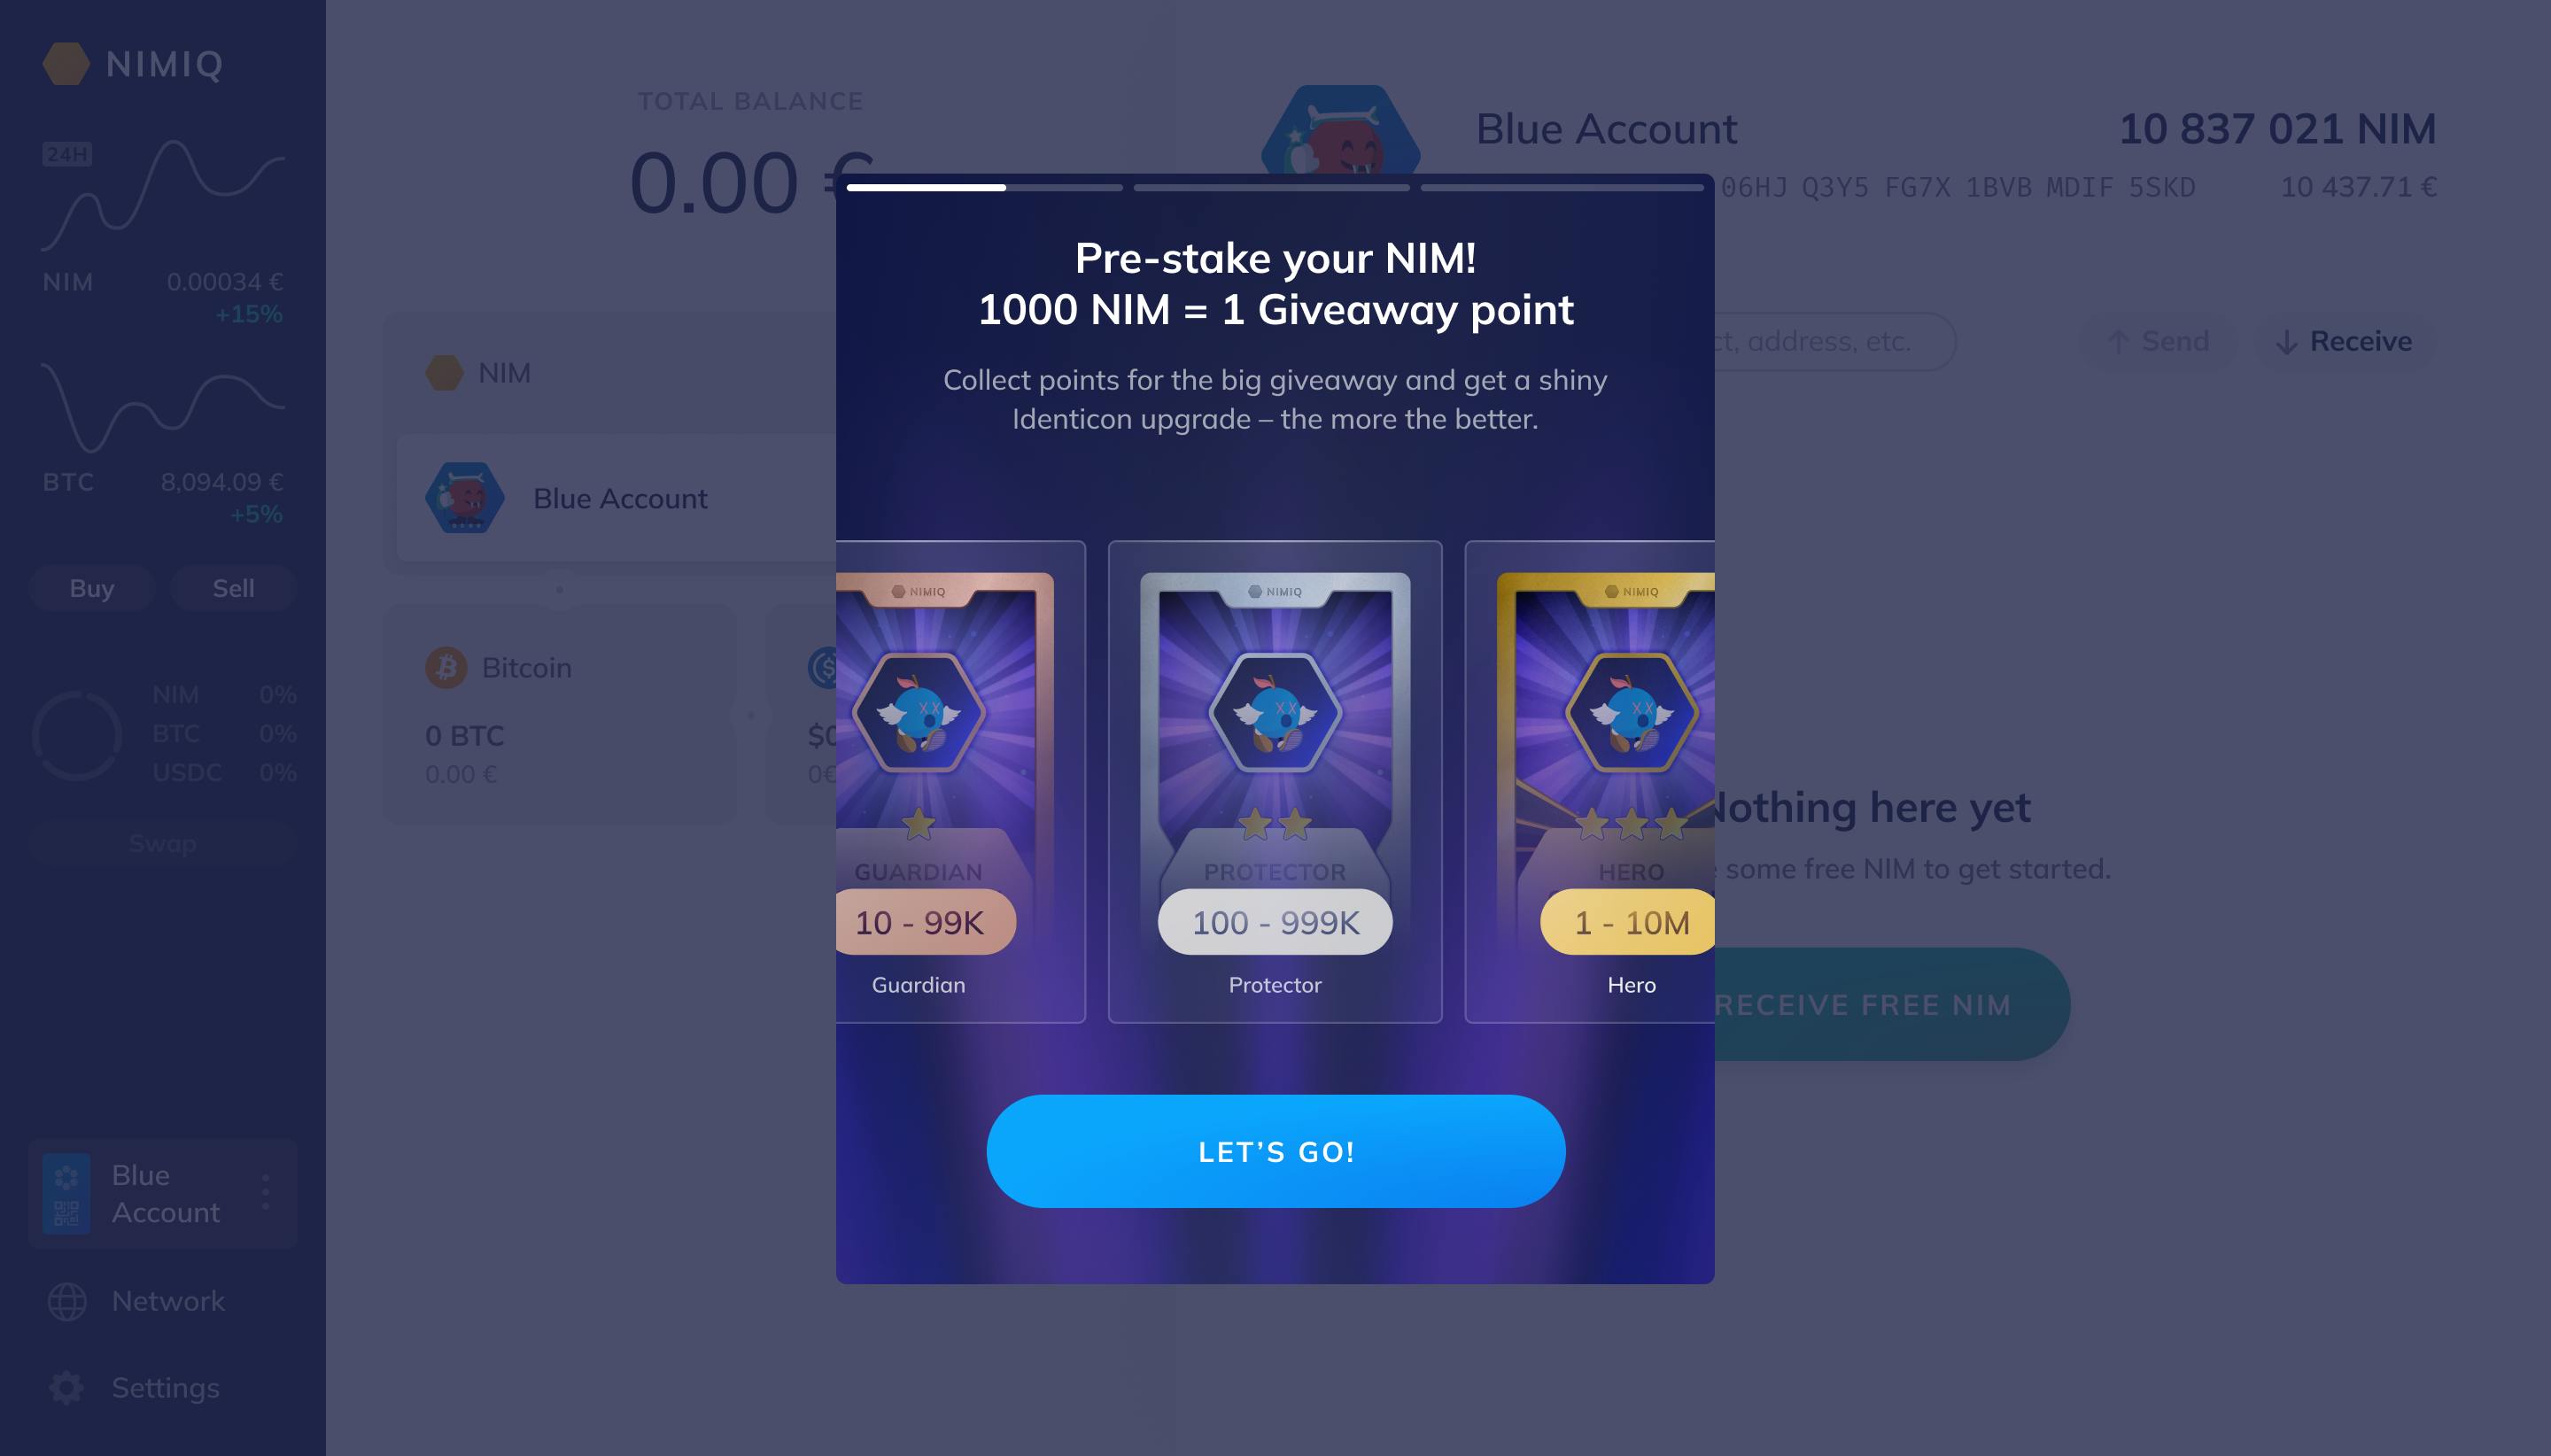 NIMIQ
24H
NIM 0.00034 €
+15%
BTC 8,094.09 €
+5%
Buy Sell
NIM 0%
BTC 0%
USDC 0%
Swap
Blue
Account
Network
Settings
TOTAL BALANCE
0.00 €
NIM
Blue Account
Bitcoin
0 BTC
0.00 €
$0
0€
Blue Account 10 837 021 NIM
06HJ Q3Y5 FG7X 1BVB MDIF 5SKD 10 437.71 €
address, etc.
Send
Receive
Nothing here yet
some free NIM to get started.
RECEIVE FREE NIM
Pre-stake your NIM!
1000 NIM = 1 Giveaway point
Collect points for the big giveaway and get a shiny
Identicon upgrade – the more the better.
NIMIQ
GUARDIAN
10 - 99K
Guardian
NIMIQ
PROTECTOR
100 - 999K
Protector
NIMIQ
HERO
1 - 10M
Hero
LET’S GO!